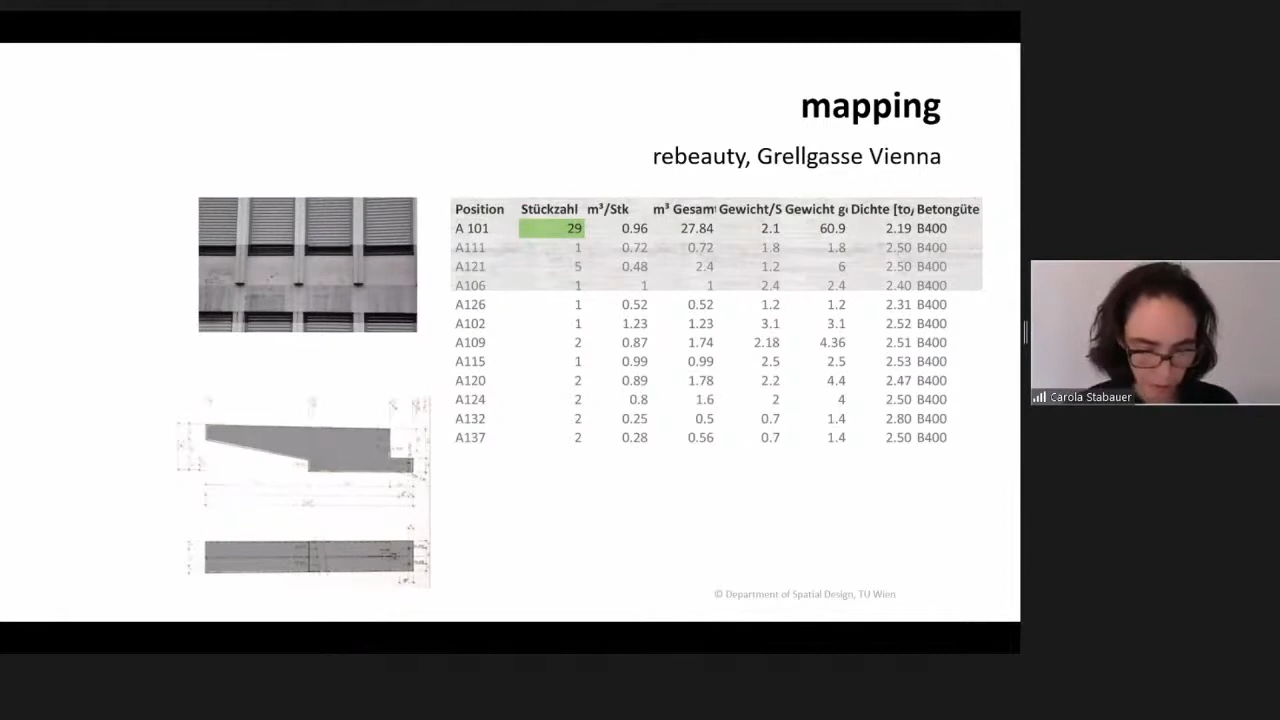 mapping
rebeauty, Grellgasse Vienna
Position Stückzahl m³/Stk m³ Gesamt Gewicht/S Gewicht ge Dichte [to/ Betongüte
A 101 29 0.96 27.84 2.1 60.9 2.19 B400
A111 1 0.72 0.72 1.8 1.8 2.50 B400
A121 5 0.48 2.4 1.2 6 2.50 B400
A106 1 1 1 2.4 2.4 2.40 B400
A126 1 0.52 0.52 1.2 1.2 2.31 B400
A102 1 1.23 1.23 3.1 3.1 2.52 B400
A109 2 0.87 1.74 2.18 4.36 2.51 B400
A115 1 0.99 0.99 2.5 2.5 2.53 B400
A120 2 0.89 1.78 2.2 4.4 2.47 B400
A124 2 0.8 1.6 2 4 2.50 B400
A132 2 0.25 0.5 0.7 1.4 2.80 B400
A137 2 0.28 0.56 0.7 1.4 2.50 B400
© Department of Spatial Design, TU Wien
Carola Stabauer